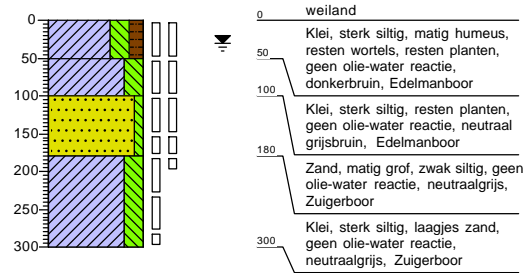 0
50
100
150
200
250
300
0
weiland
Klei, sterk siltig, matig humeus,
resten wortels, resten planten,
geen olie-water reactie,
donkerbruin, Edelmanboor
50
Klei, sterk siltig, resten planten,
geen olie-water reactie, neutraal
grijsbruin, Edelmanboor
100
Zand, matig grof, zwak siltig, geen
olie-water reactie, neutraalgrijs,
Zuigerboor
180
Klei, sterk siltig, laagjes zand,
geen olie-water reactie,
neutraalgrijs, Zuigerboor
300